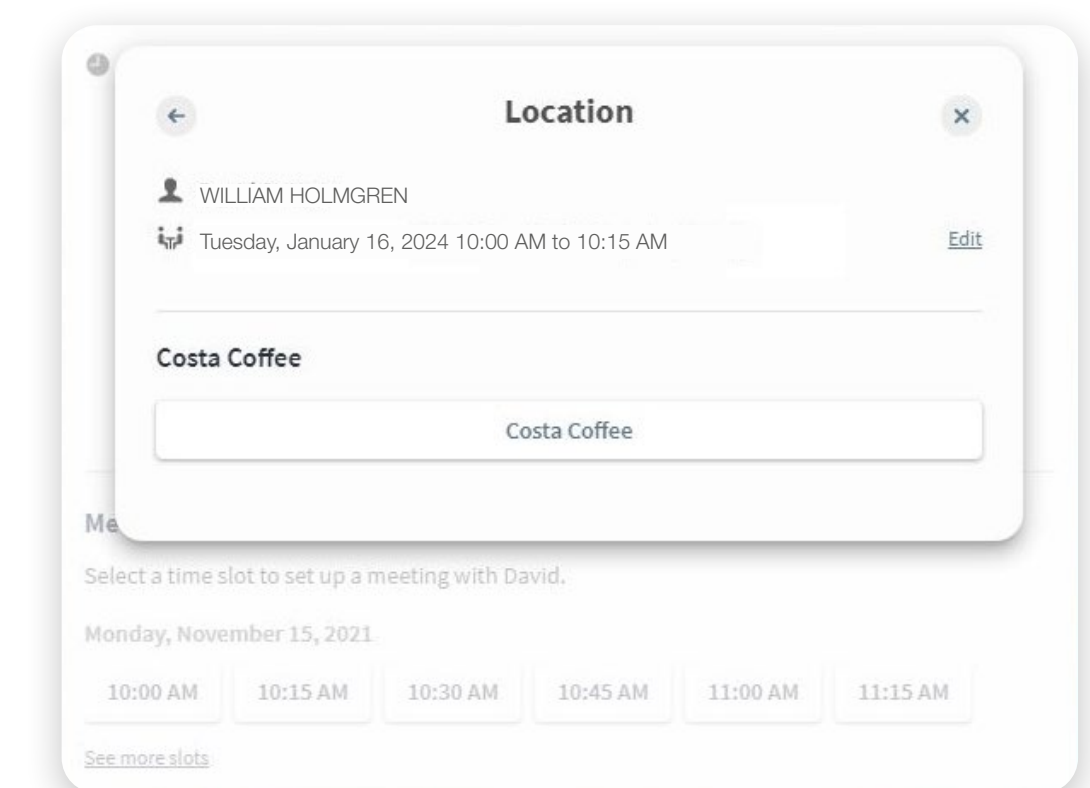 Location
WILLIAM HOLMGREN
Tuesday, January 16, 2024 10:00 AM to 10:15 AM
Edit
Costa Coffee
Costa Coffee
Me
Select a time slot to set up a meeting with David.
Monday, November 15, 2021
10:00 AM 10:15 AM 10:30 AM 10:45 AM 11:00 AM 11:15 AM
See more slots